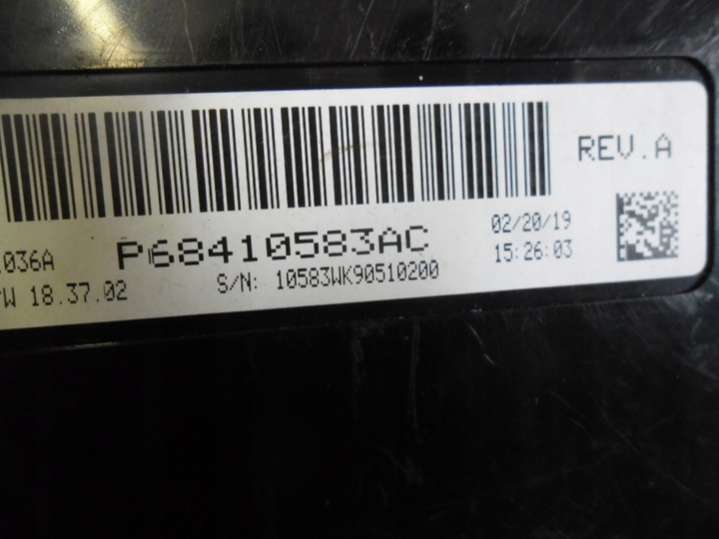 REV.A
P68410583AC
02/20/19
036A
S/N: 10583WK90510200
15:26:03
W 18.37.02